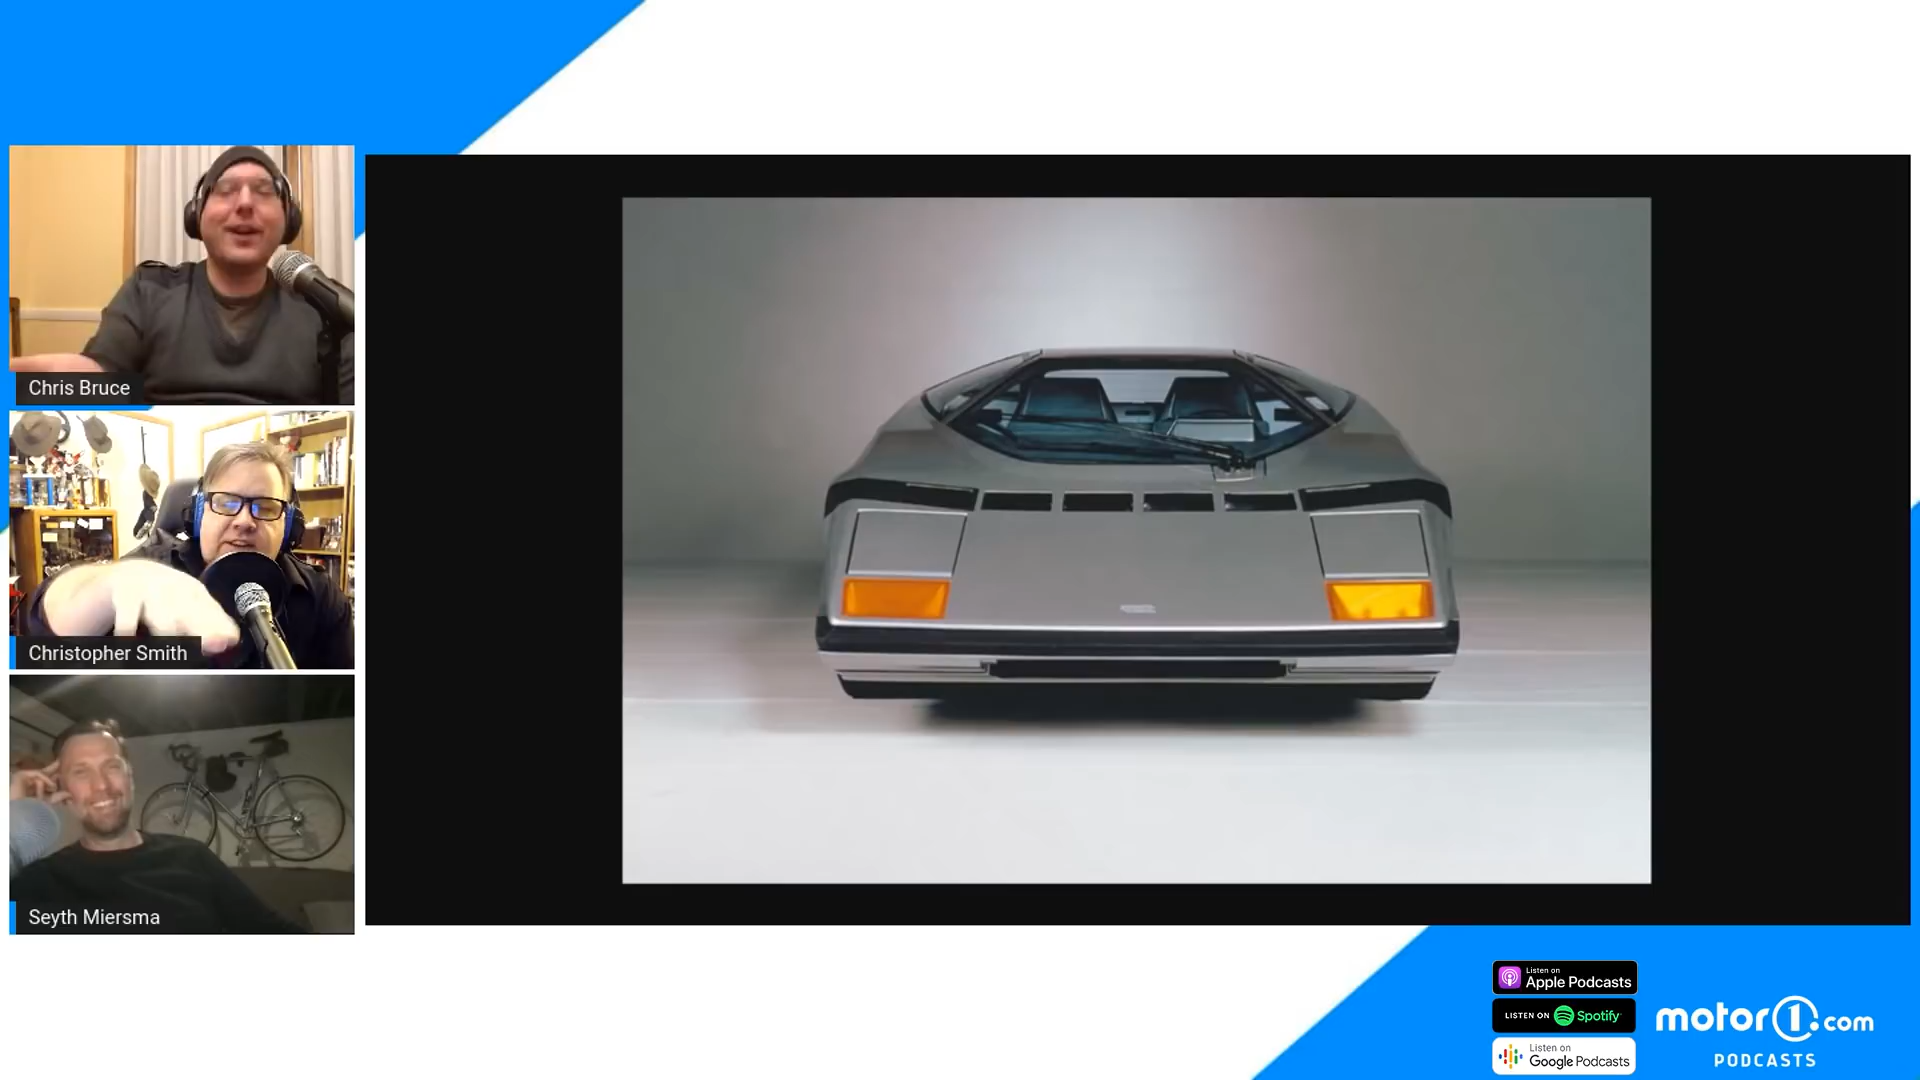 Chris Bruce
Christopher Smith
Seyth Miersma
Listen on
Apple Podcasts
LISTEN ON Spotify
Listen on
Google Podcasts
motor1.com
PODCASTS